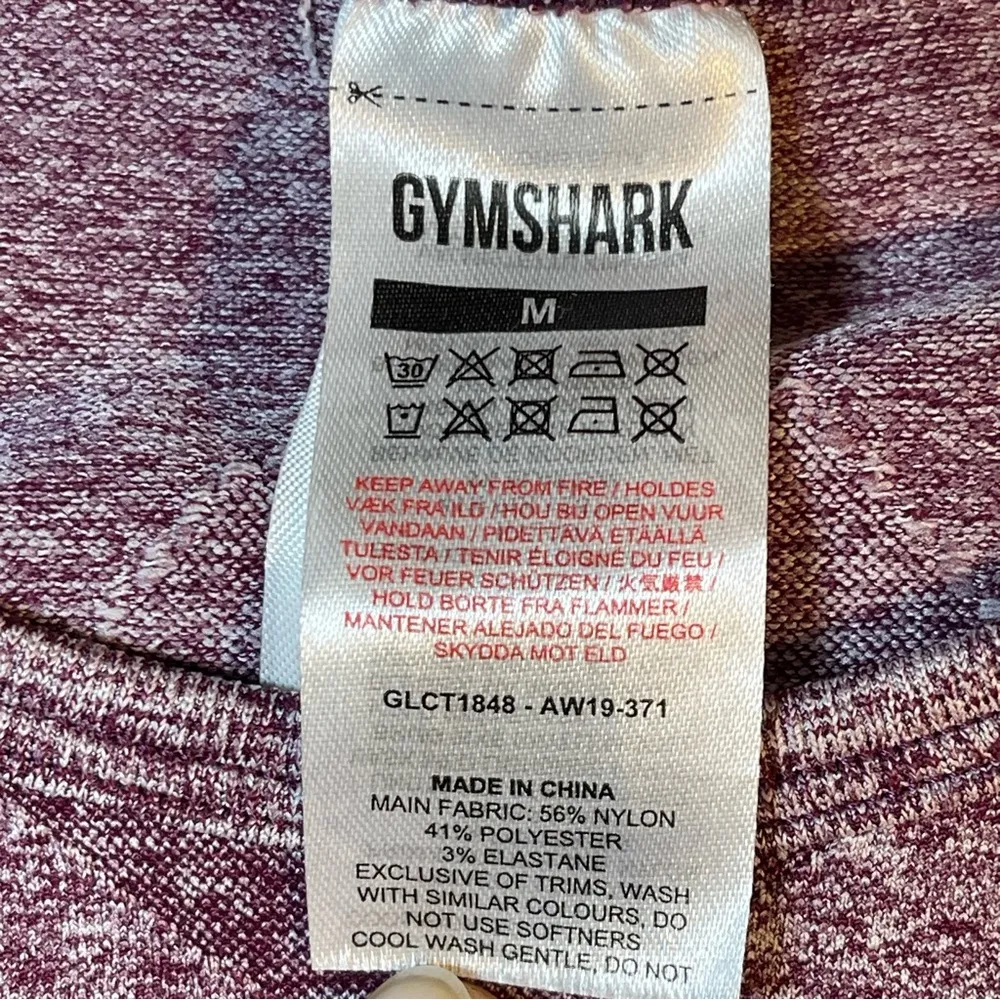 GYMSHARK
M
30
KEEP AWAY FROM FIRE / HOLDES
VÆK FRA ILD / HOU BIJ OPEN VUUR
VANDAAN / PIDETTÄVÄ ETÄÄLLÄ
TULESTA / TENIR ÉLOIGNÉ DU FEU /
VOR FEUER SCHÜTZEN / 火気厳禁 /
HOLD BORTE FRA FLAMMER /
MANTENER ALEJADO DEL FUEGO /
SKYDDA MOT ELD
GLCT1848 - AW19-371
MADE IN CHINA
MAIN FABRIC: 56% NYLON
41% POLYESTER
3% ELASTANE
EXCLUSIVE OF TRIMS, WASH
WITH SIMILAR COLOURS, DO
NOT USE SOFTNERS
COOL WASH GENTLE, DO NOT